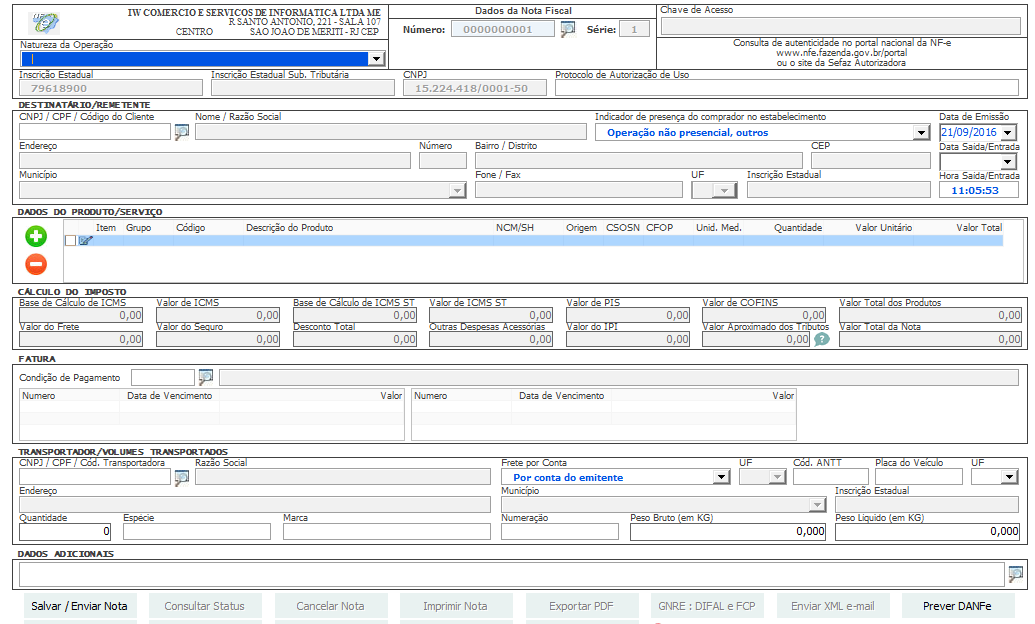 IW COMERCIO E SERVICOS DE INFORMATICA LTDA ME
R SANTO ANTONIO, 221 - SALA 107
CENTRO SAO JOAO DE MERITI - RJ CEP
Dados da Nota Fiscal
Número: 0000000001 Série: 1
Chave de Acesso
Consulta de autenticidade no portal nacional da NF-e
www.nfe.fazenda.gov.br/portal
ou o site da Sefaz Autorizadora
Natureza da Operação
Inscrição Estadual Inscrição Estadual Sub. Tributária CNPJ Protocolo de Autorização de Uso
79618900 15.224.418/0001-50
DESTINATÁRIO/REMETENTE
CNPJ / CPF / Código do Cliente Nome / Razão Social Indicador de presença do comprador no estabelecimento Data de Emissão
Operação não presencial, outros 21/09/2016
Endereço Número Bairro / Distrito CEP Data Saida/Entrada
Município Fone / Fax UF Inscrição Estadual Hora Saida/Entrada
11:05:53
DADOS DO PRODUTO/SERVIÇO
Item Grupo Código Descrição do Produto NCM/SH Origem CSOSN CFOP Unid. Med. Quantidade Valor Unitário Valor Total
CÁLCULO DO IMPOSTO
Base de Cálculo de ICMS Valor de ICMS Base de Cálculo de ICMS ST Valor de ICMS ST Valor de PIS Valor de COFINS Valor Total dos Produtos
0,00 0,00 0,00 0,00 0,00 0,00 0,00
Valor do Frete Valor do Seguro Desconto Total Outras Despesas Acessórias Valor do IPI Valor Aproximado dos Tributos Valor Total da Nota
0,00 0,00 0,00 0,00 0,00 0,00 ? 0,00
FATURA
Condição de Pagamento
Numero Data de Vencimento Valor Numero Data de Vencimento Valor
TRANSPORTADOR/VOLUMES TRANSPORTADOS
CNPJ / CPF / Cód. Transportadora Razão Social Frete por Conta UF Cód. ANTT Placa do Veículo UF
Por conta do emitente
Endereço Município Inscrição Estadual
Quantidade Espécie Marca Numeração Peso Bruto (em KG) Peso Liquido (em KG)
0 0,000 0,000
DADOS ADICIONAIS
Salvar / Enviar Nota Consultar Status Cancelar Nota Imprimir Nota Exportar PDF GNRE : DIFAL e FCP Enviar XML e-mail Prever DANFe